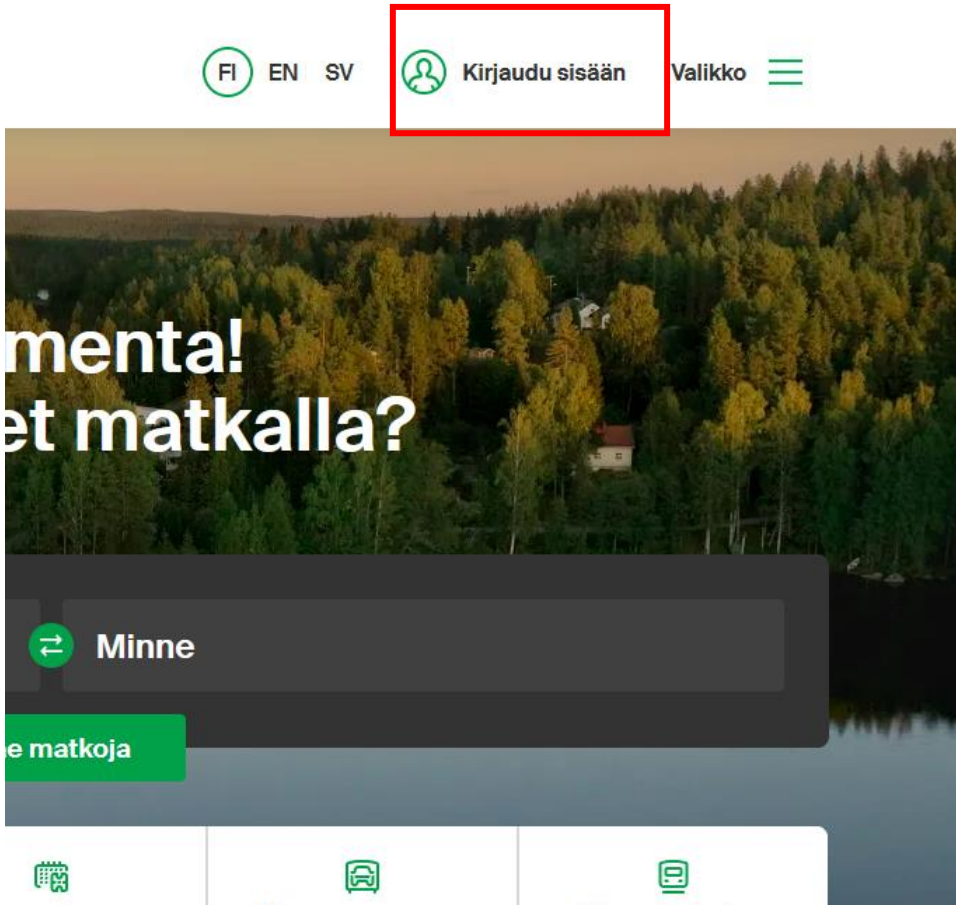 FI EN SV Kirjaudu sisään Valikko
menta!
et matkalla?
Minne
e matkoja